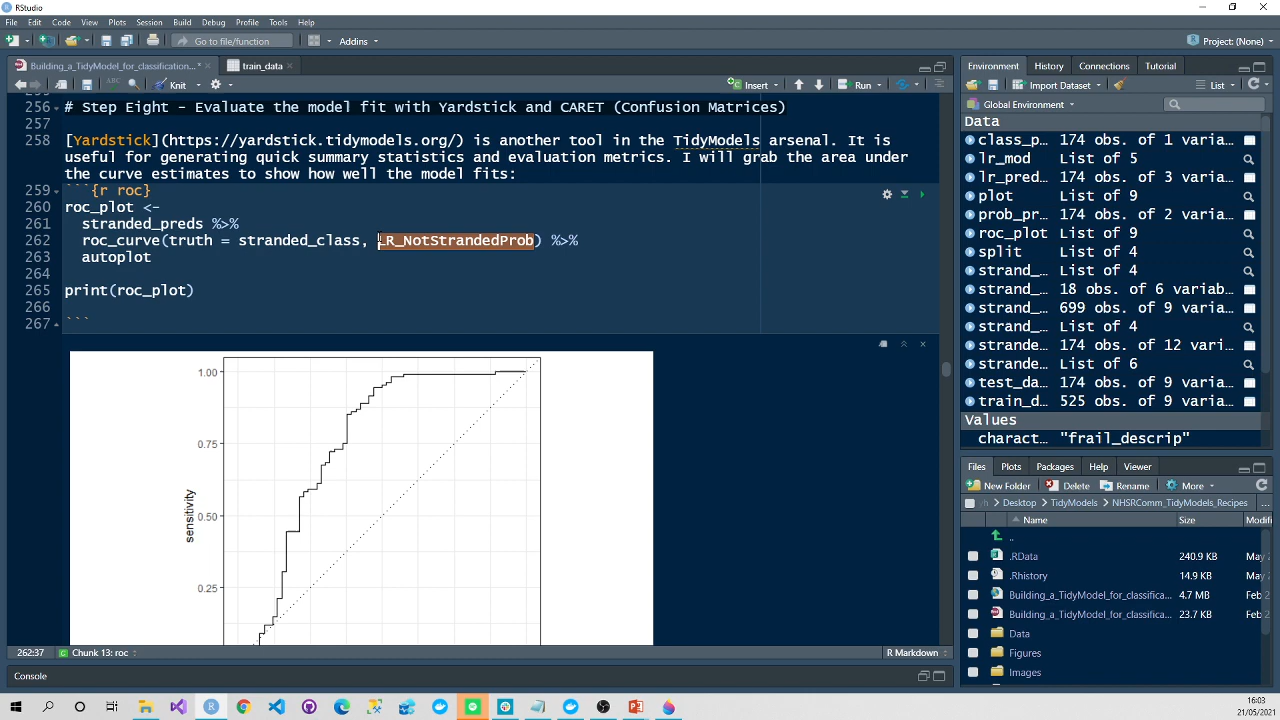 RStudio
File Edit Code View Plots Session Build Debug Profile Tools Help
Go to file/function Addins Project: (None)
Building_a_TidyModel_for_classification... train_data
Knit Insert Run
256 # Step Eight - Evaluate the model fit with Yardstick and CARET (Confusion Matrices)
257
258 [Yardstick](https://yardstick.tidymodels.org/) is another tool in the TidyModels arsenal. It is
useful for generating quick summary statistics and evaluation metrics. I will grab the area under
the curve estimates to show how well the model fits:
259 ```{r roc}
260 roc_plot <-
261 stranded_preds %>%
262 roc_curve(truth = stranded_class, LR_NotStrandedProb) %>%
263 autoplot
264
265 print(roc_plot)
266
267 ```
1.00
0.75
0.50
0.25
sensitivity
262:37 Chunk 13: roc R Markdown
Console
Environment History Connections Tutorial
Import Dataset List
Global Environment
Data
class_p... 174 obs. of 1 varia...
lr_mod List of 5
lr_pred... 174 obs. of 3 varia...
plot List of 9
prob_pr... 174 obs. of 2 varia...
roc_plot List of 9
split List of 4
strand_... List of 4
strand_... 18 obs. of 6 variab...
strand_... 699 obs. of 9 varia...
strand_... List of 4
strande... 174 obs. of 12 vari...
strande... List of 6
test_da... 174 obs. of 9 varia...
train_d... 525 obs. of 9 varia...
Values
charact... "frail_descrip"
Files Plots Packages Help Viewer
New Folder Delete Rename More
Desktop TidyModels NHSRComm_TidyModels_Recipes ...
Name Size Modifi
..
.RData 240.9 KB May
.Rhistory 14.9 KB May
Building_a_TidyModel_for_classifica... 4.7 MB Feb
Building_a_TidyModel_for_classifica... 23.7 KB Feb
Data
Figures
Images
16:03
21/05/2021